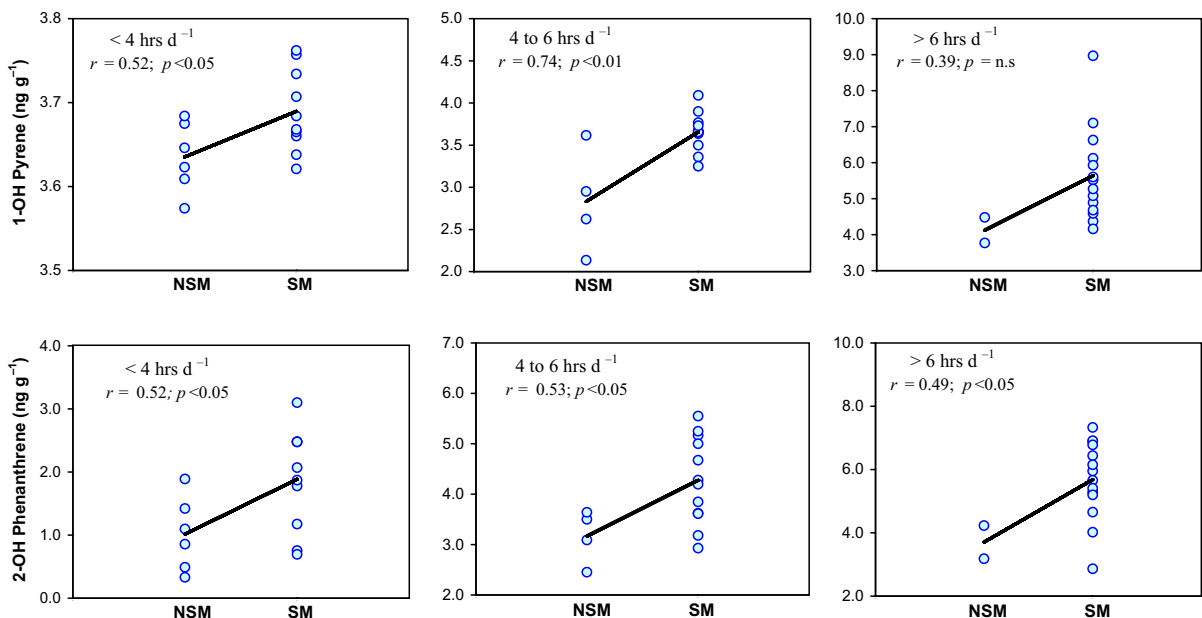 1-OH Pyrene (ng g⁻¹)
3.8
3.7
3.6
3.5
< 4 hrs d ⁻¹
r = 0.52; p<0.05
NSM SM
5.0
4.5
4.0
3.5
3.0
2.5
2.0
4 to 6 hrs d ⁻¹
r = 0.74; p<0.01
NSM SM
10.0
9.0
8.0
7.0
6.0
5.0
4.0
3.0
> 6 hrs d ⁻¹
r = 0.39; p = n.s
NSM SM
2-OH Phenanthrene (ng g⁻¹)
4.0
3.0
2.0
1.0
0.0
< 4 hrs d ⁻¹
r = 0.52; p<0.05
NSM SM
7.0
6.0
5.0
4.0
3.0
2.0
4 to 6 hrs d ⁻¹
r = 0.53; p<0.05
NSM SM
10.0
8.0
6.0
4.0
2.0
> 6 hrs d ⁻¹
r = 0.49; p<0.05
NSM SM